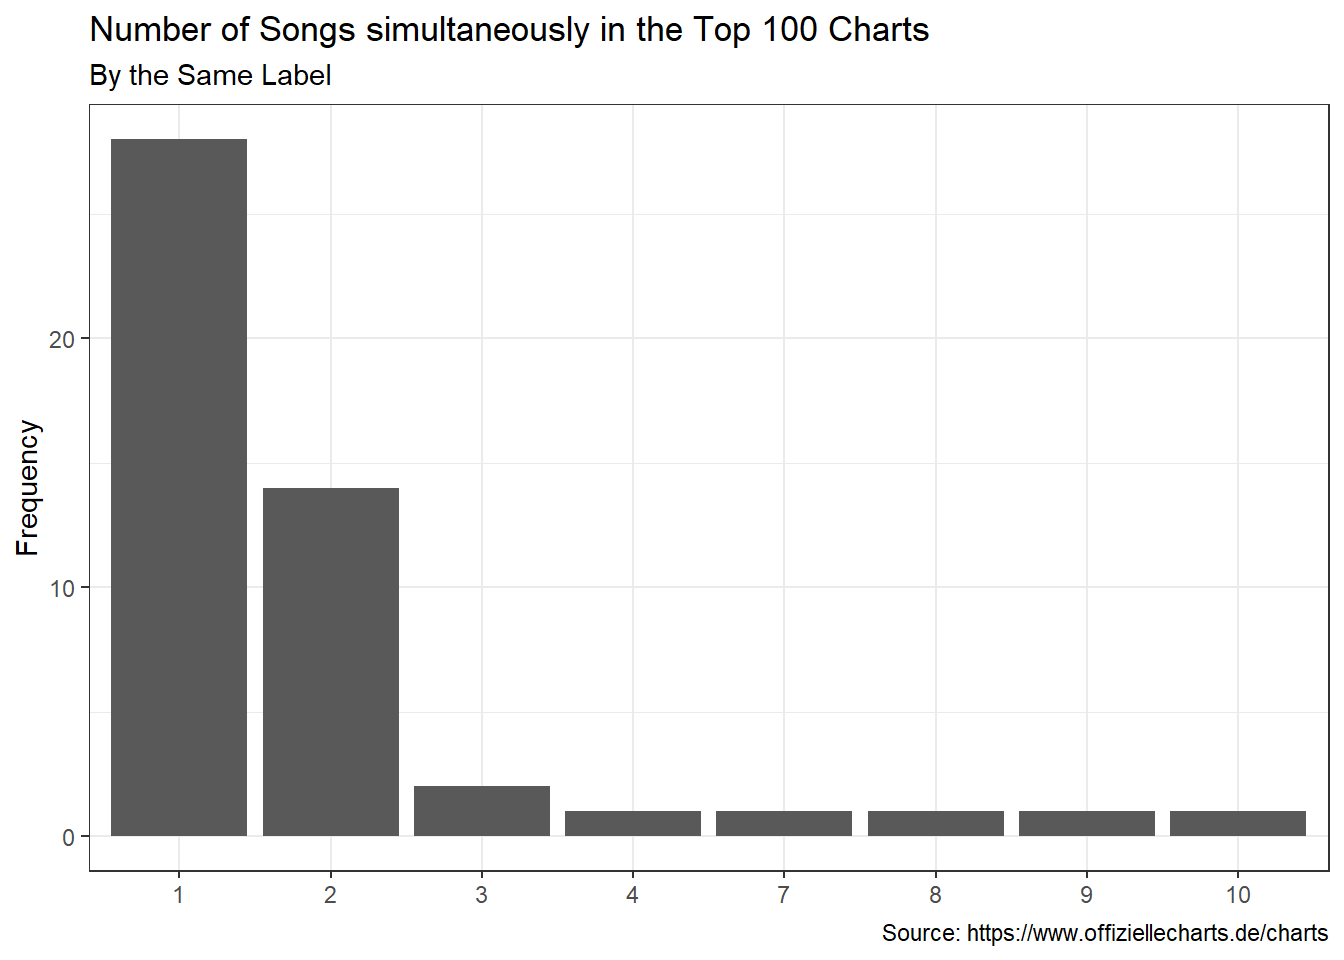 Number of Songs simultaneously in the Top 100 Charts
By the Same Label
Frequency
20
10
0
1 2 3 4 7 8 9 10
Source: https://www.offiziellecharts.de/charts